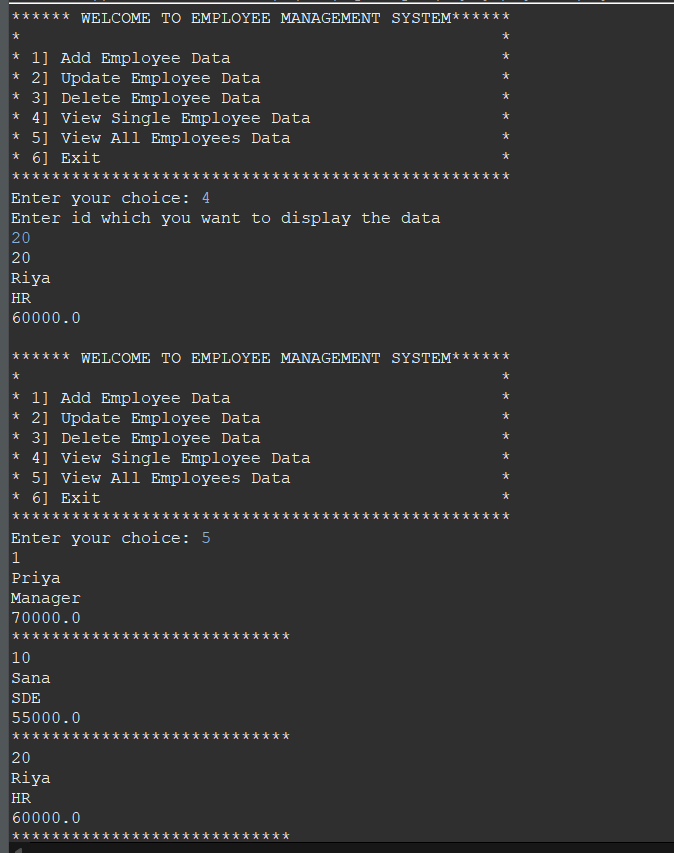 ****** WELCOME TO EMPLOYEE MANAGEMENT SYSTEM******
*                                                *
* 1] Add Employee Data                           *
* 2] Update Employee Data                        *
* 3] Delete Employee Data                        *
* 4] View Single Employee Data                   *
* 5] View All Employees Data                     *
* 6] Exit                                        *
**************************************************
Enter your choice: 4
Enter id which you want to display the data
20
20
Riya
HR
60000.0

****** WELCOME TO EMPLOYEE MANAGEMENT SYSTEM******
*                                                *
* 1] Add Employee Data                           *
* 2] Update Employee Data                        *
* 3] Delete Employee Data                        *
* 4] View Single Employee Data                   *
* 5] View All Employees Data                     *
* 6] Exit                                        *
**************************************************
Enter your choice: 5
1
Priya
Manager
70000.0
****************************
10
Sana
SDE
55000.0
****************************
20
Riya
HR
60000.0
****************************